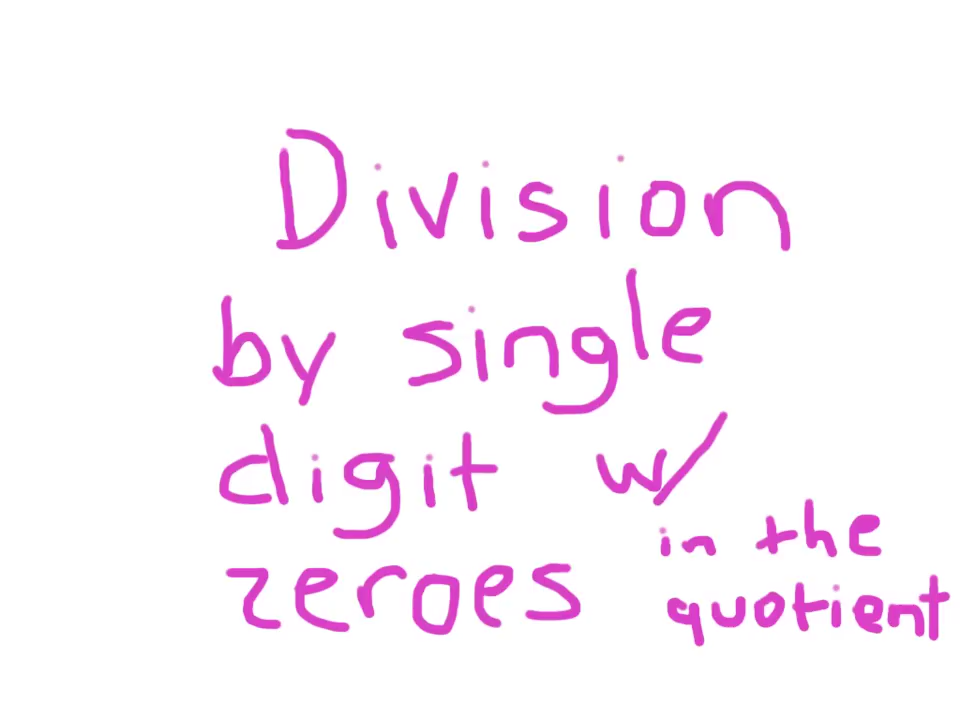 Division
by single
digit w/
zeroes in the
quotient